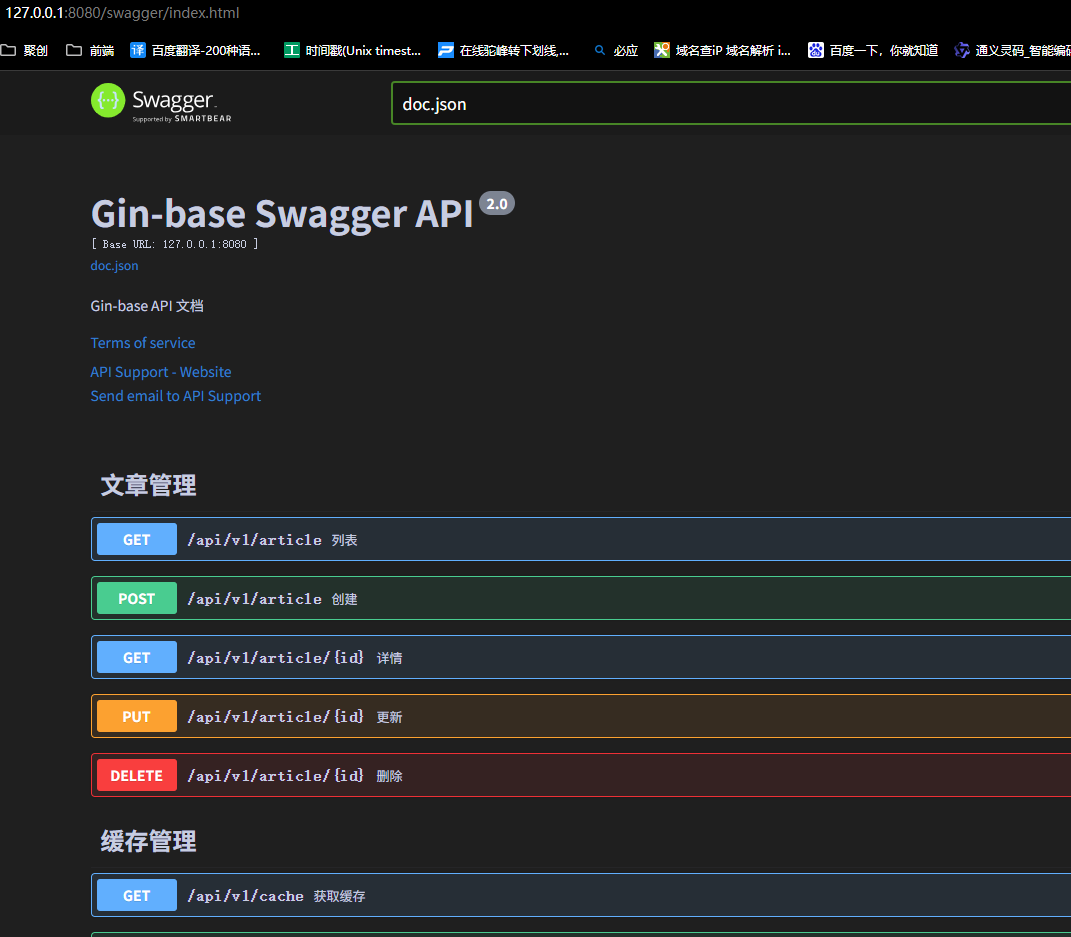 127.0.0.1:8080/swagger/index.html
聚创 前端 译 百度翻译-200种语... 工 时间戳(Unix timest... 在线驼峰转下划线,... 必应 域名查iP 域名解析 i... 百度一下，你就知道 通义灵码_智能编码
{···} Swagger. doc.json
Supported by SMARTBEAR
Gin-base Swagger API 2.0
[ Base URL: 127.0.0.1:8080 ]
doc.json
Gin-base API 文档
Terms of service
API Support - Website
Send email to API Support
文章管理
GET /api/v1/article 列表
POST /api/v1/article 创建
GET /api/v1/article/{id} 详情
PUT /api/v1/article/{id} 更新
DELETE /api/v1/article/{id} 删除
缓存管理
GET /api/v1/cache 获取缓存